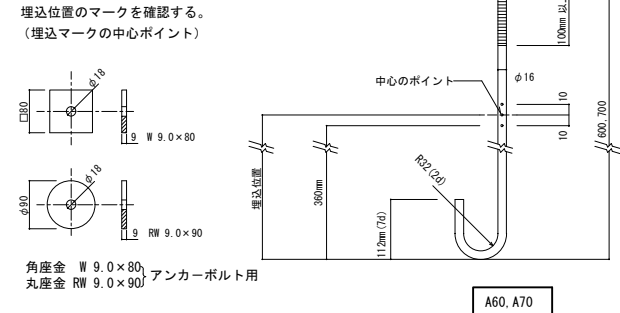 埋込位置のマークを確認する。
(埋込マークの中心ポイント)
100mm 以上
中心のポイント
φ16
10
10
600,700
φ18
□80
9 W 9.0×80
φ18
φ90
9 RW 9.0×90
埋込位置
360mm
R32(2d)
112mm(7d)
角座金 W 9.0×80
丸座金 RW 9.0×90
}アンカーボルト用
A60, A70